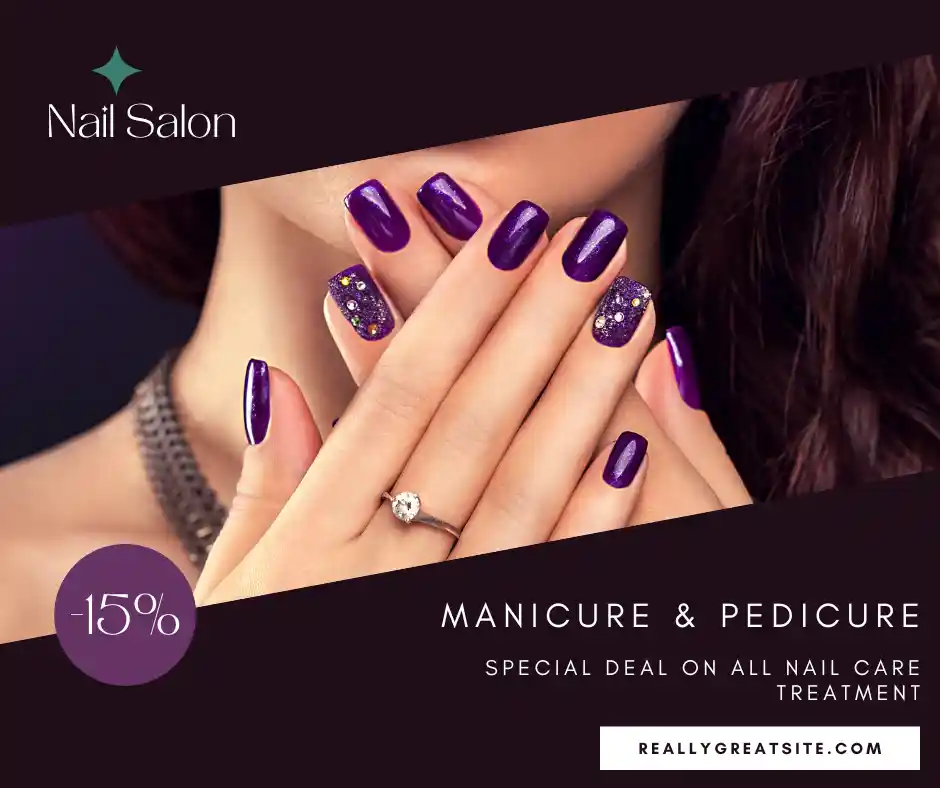 Nail Salon
-15%
MANICURE & PEDICURE
SPECIAL DEAL ON ALL NAIL CARE
TREATMENT
REALLYGREATSITE.COM